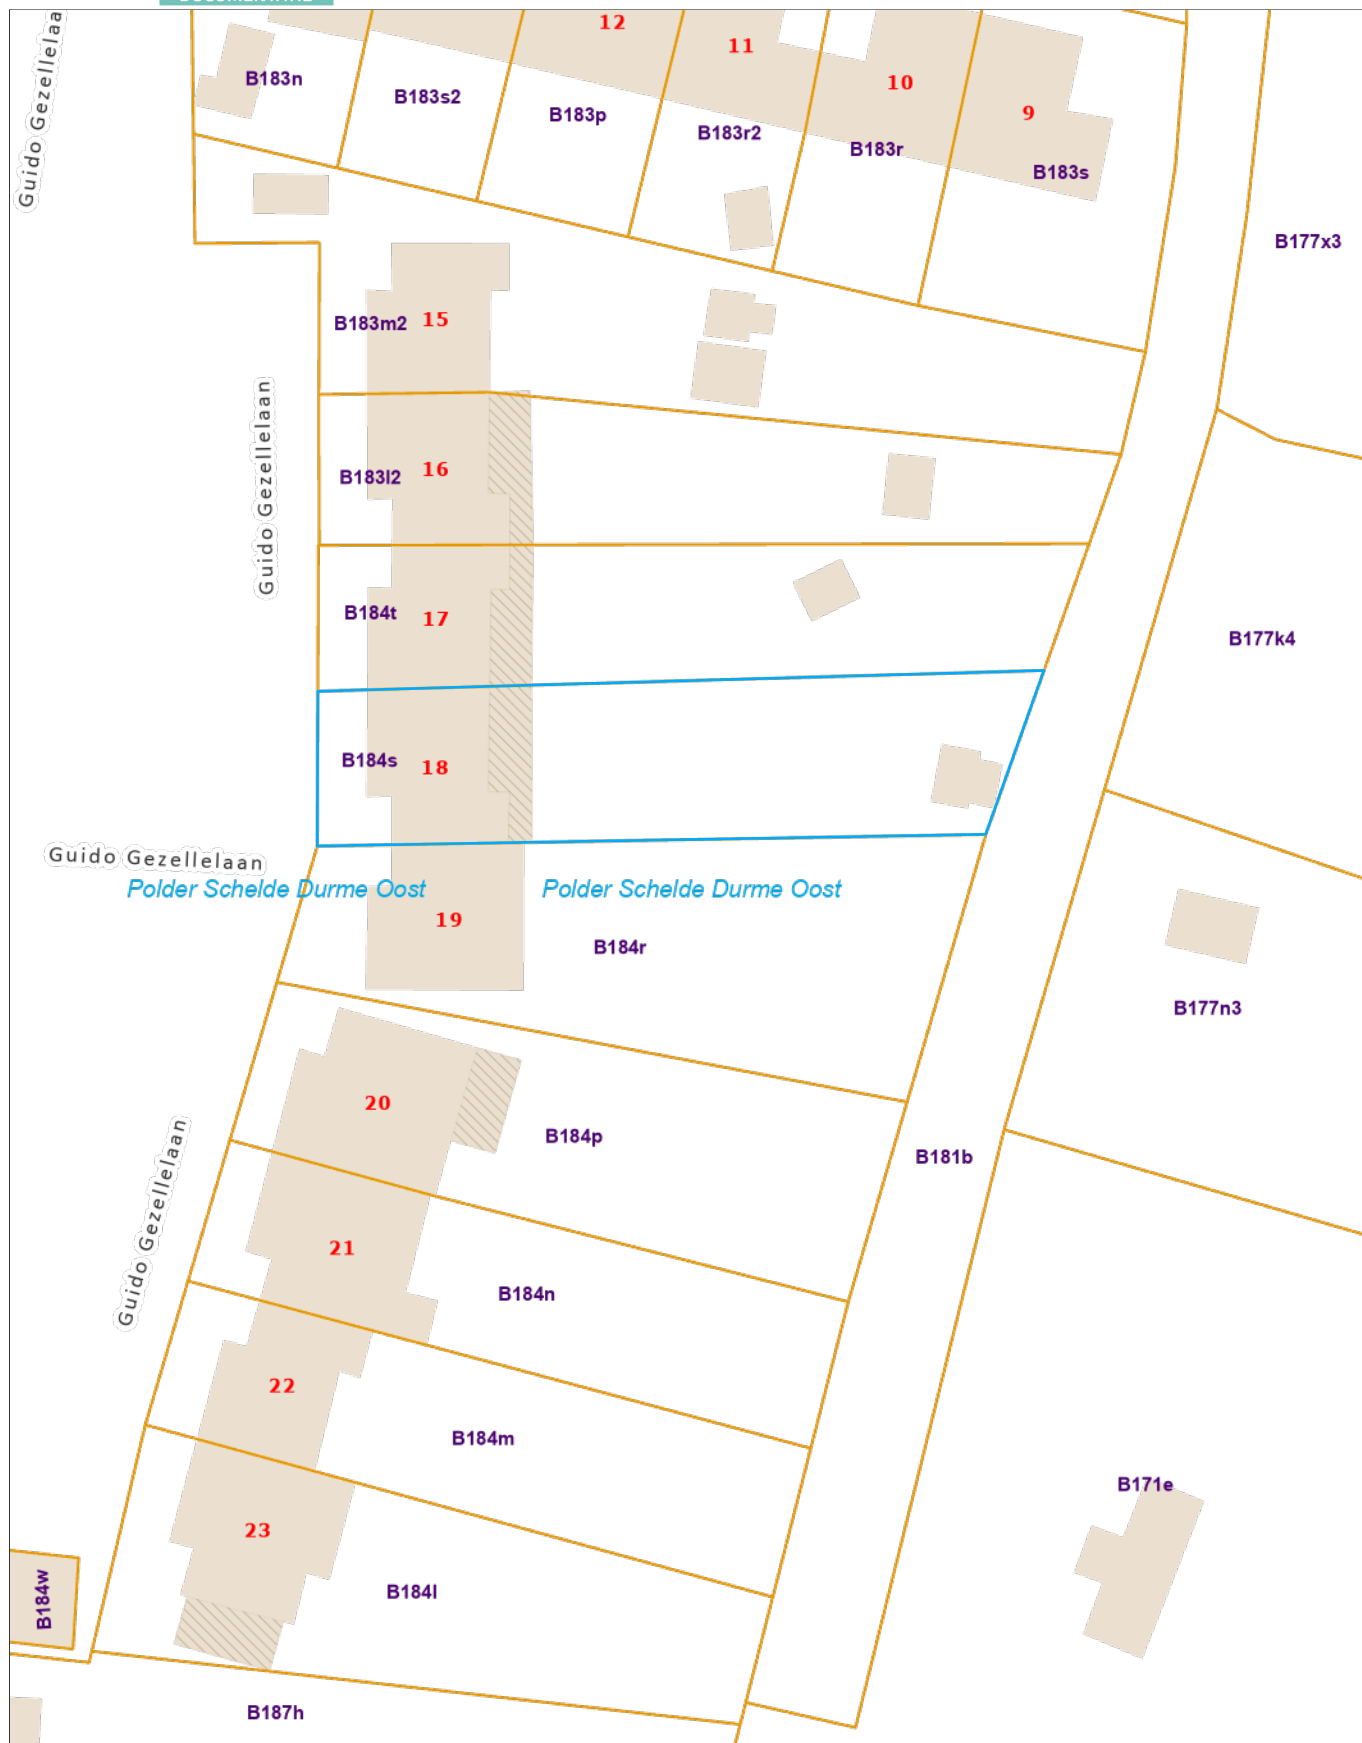 Guido Gezellelaa
12
11
10
9
B183n
B183s2
B183p
B183r2
B183r
B183s
B177x3
B183m2
15
Guido Gezellelaan
B183l2
16
B184t
17
B177k4
B184s
18
Guido Gezellelaan
Polder Schelde Durme Oost
Polder Schelde Durme Oost
19
B184r
B177n3
20
B184p
B181b
Guido Gezellelaan
21
B184n
22
B184m
B171e
23
B184l
B184w
B187h